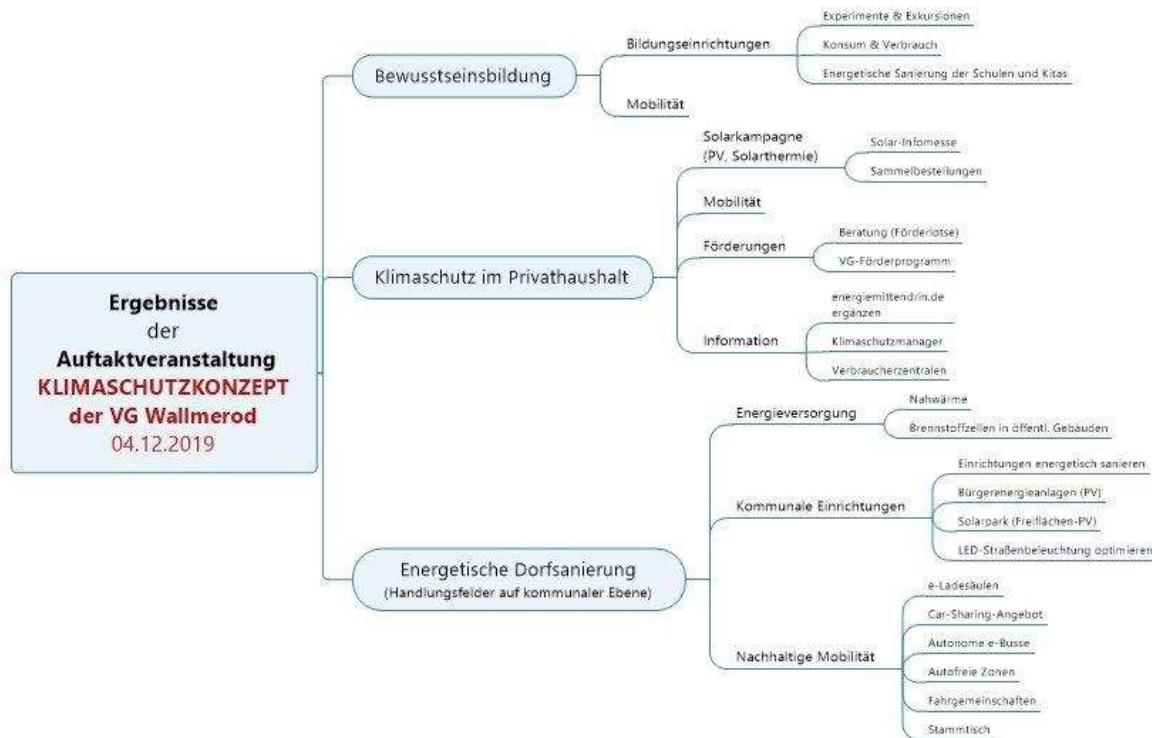 Ergebnisse
der
Auftaktveranstaltung
KLIMASCHUTZKONZEPT
der VG Wallmerod
04.12.2019
Bewusstseinsbildung
Bildungseinrichtungen
Experimente & Exkursionen
Konsum & Verbrauch
Energetische Sanierung der Schulen und Kitas
Mobilität
Klimaschutz im Privathaushalt
Solarkampagne
(PV, Solarthermie)
Solar-Infomesse
Sammelbestellungen
Mobilität
Förderungen
Beratung (Förderlotse)
VG-Förderprogramm
Information
energiemittendrin.de
ergänzen
Klimaschutzmanager
Verbraucherzentralen
Energetische Dorfsanierung
(Handlungsfelder auf kommunaler Ebene)
Energieversorgung
Nahwärme
Brennstoffzellen in öffentl. Gebäuden
Kommunale Einrichtungen
Einrichtungen energetisch sanieren
Bürgerenergieanlagen (PV)
Solarpark (Freiflächen-PV)
LED-Straßenbeleuchtung optimieren
Nachhaltige Mobilität
e-Ladesäulen
Car-Sharing-Angebot
Autonome e-Busse
Autofreie Zonen
Fahrgemeinschaften
Stammtisch